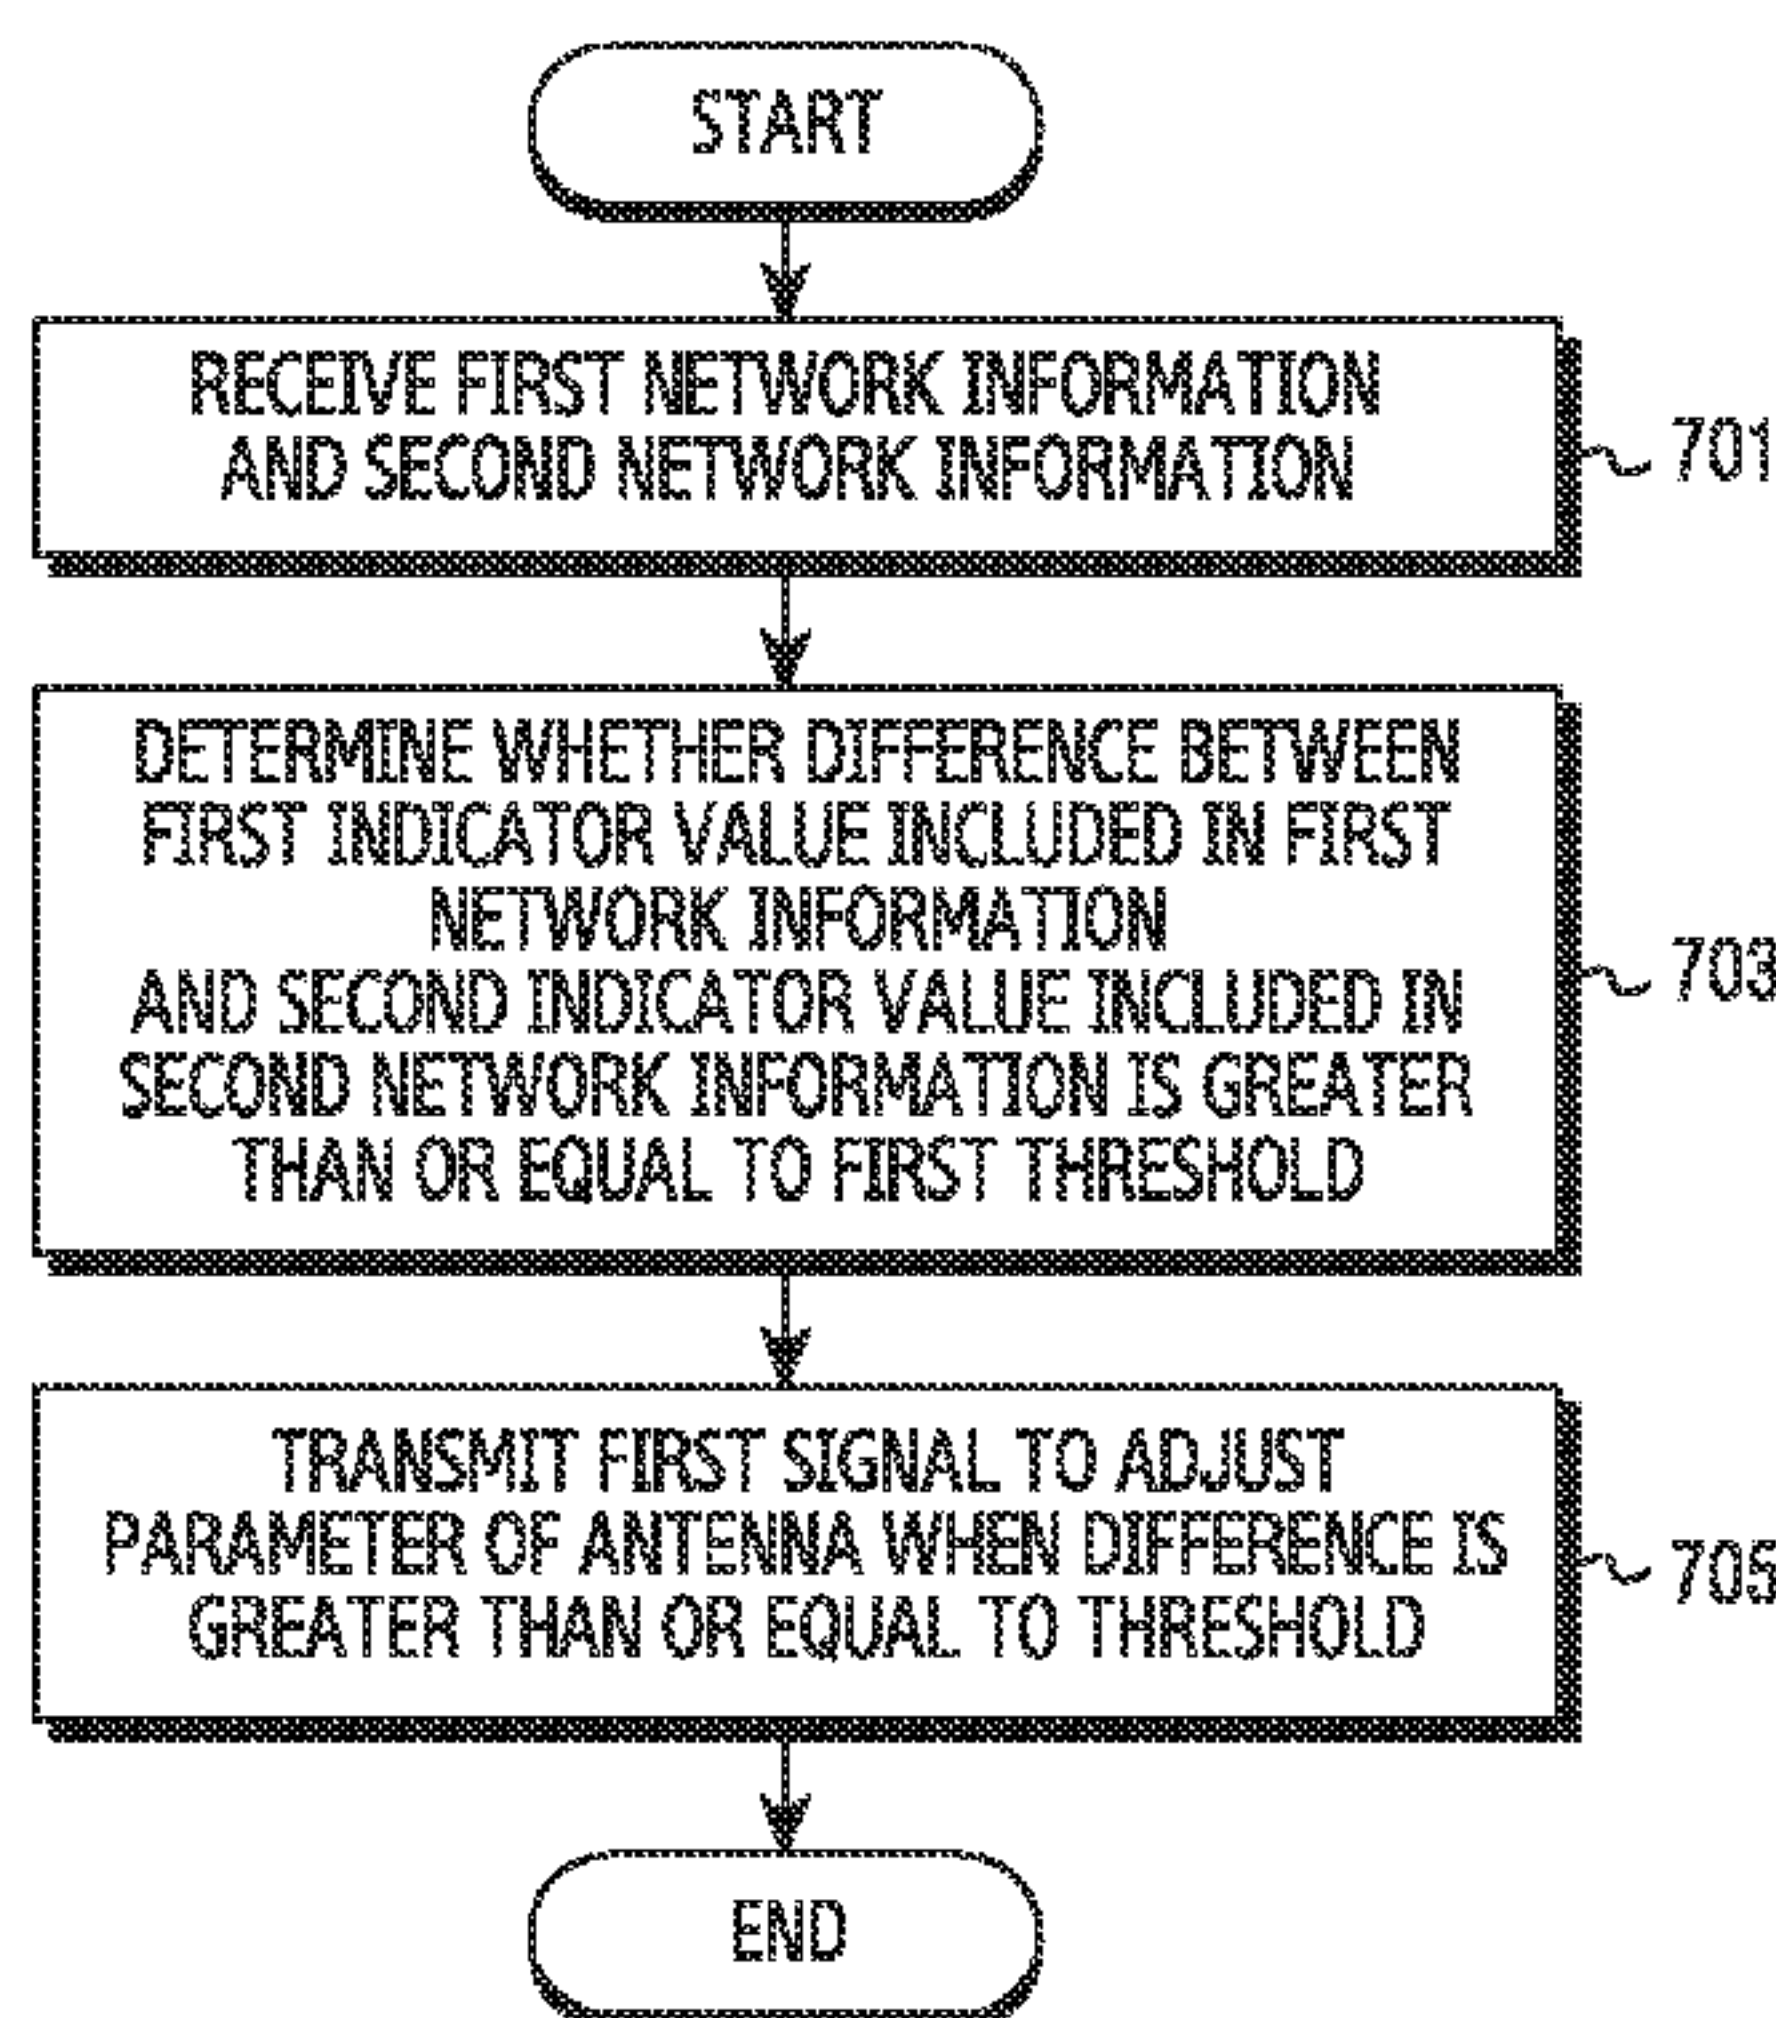 START
RECEIVE FIRST NETWORK INFORMATION
AND SECOND NETWORK INFORMATION
701
DETERMINE WHETHER DIFFERENCE BETWEEN
FIRST INDICATOR VALUE INCLUDED IN FIRST
NETWORK INFORMATION
AND SECOND INDICATOR VALUE INCLUDED IN
SECOND NETWORK INFORMATION IS GREATER
THAN OR EQUAL TO FIRST THRESHOLD
703
TRANSMIT FIRST SIGNAL TO ADJUST
PARAMETER OF ANTENNA WHEN DIFFERENCE IS
GREATER THAN OR EQUAL TO THRESHOLD
705
END